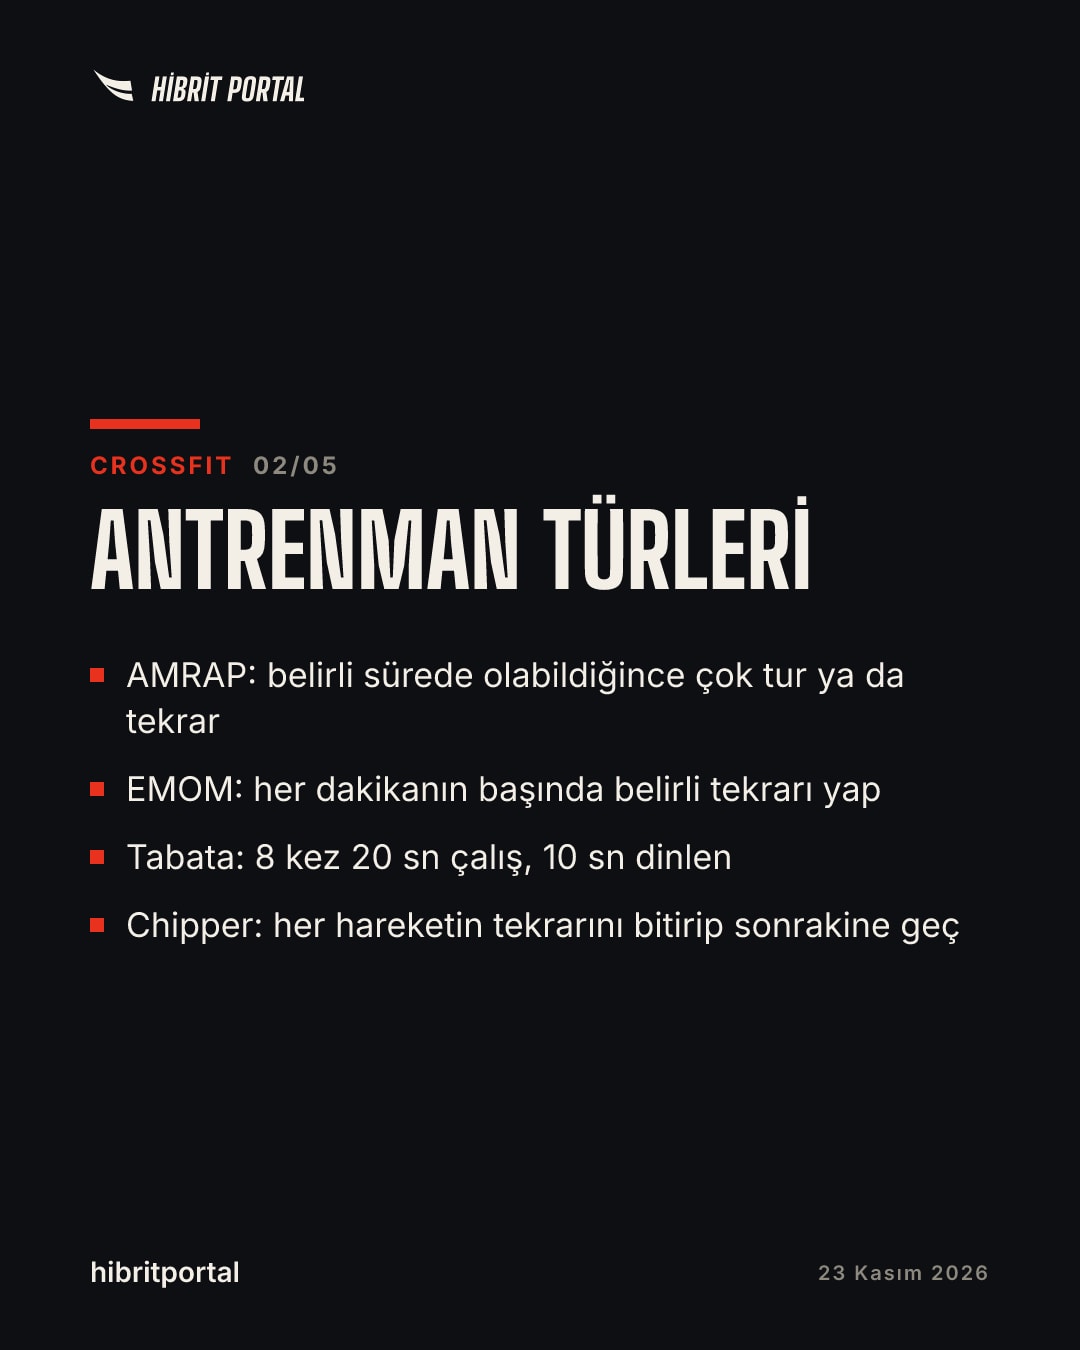 HİBRİT PORTAL
CROSSFIT 02/05
ANTRENMAN TÜRLERİ
AMRAP: belirli sürede olabildiğince çok tur ya da
tekrar
EMOM: her dakikanın başında belirli tekrarı yap
Tabata: 8 kez 20 sn çalış, 10 sn dinlen
Chipper: her hareketin tekrarını bitirip sonrakine geç
hibritportal
23 Kasım 2026